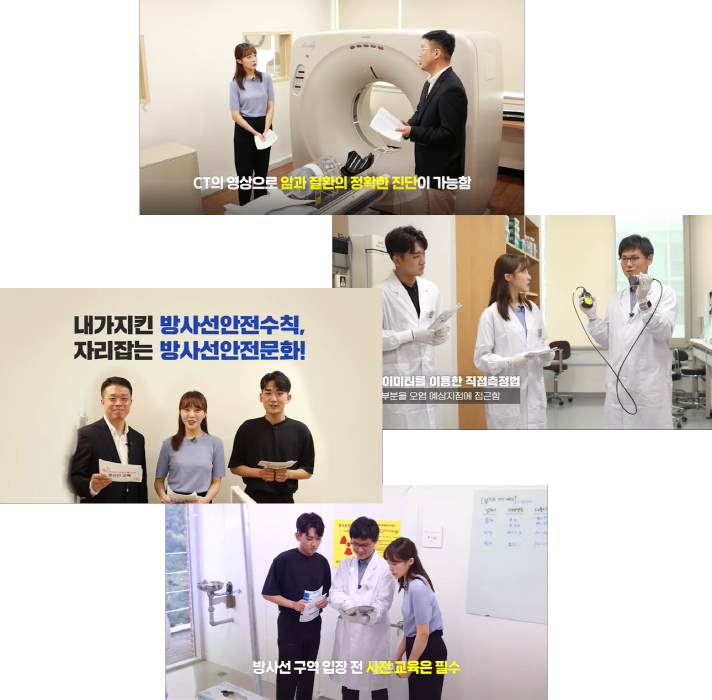 CT의 영상으로 암과 질환의 정확한 진단이 가능함
이미터를 이용한 직접측정법
부분을 오염 예상지점에 접근함
내가지킨 방사선안전수칙,
자리잡는 방사선안전문화!
방사선 구역 입장 전 사전 교육은 필수